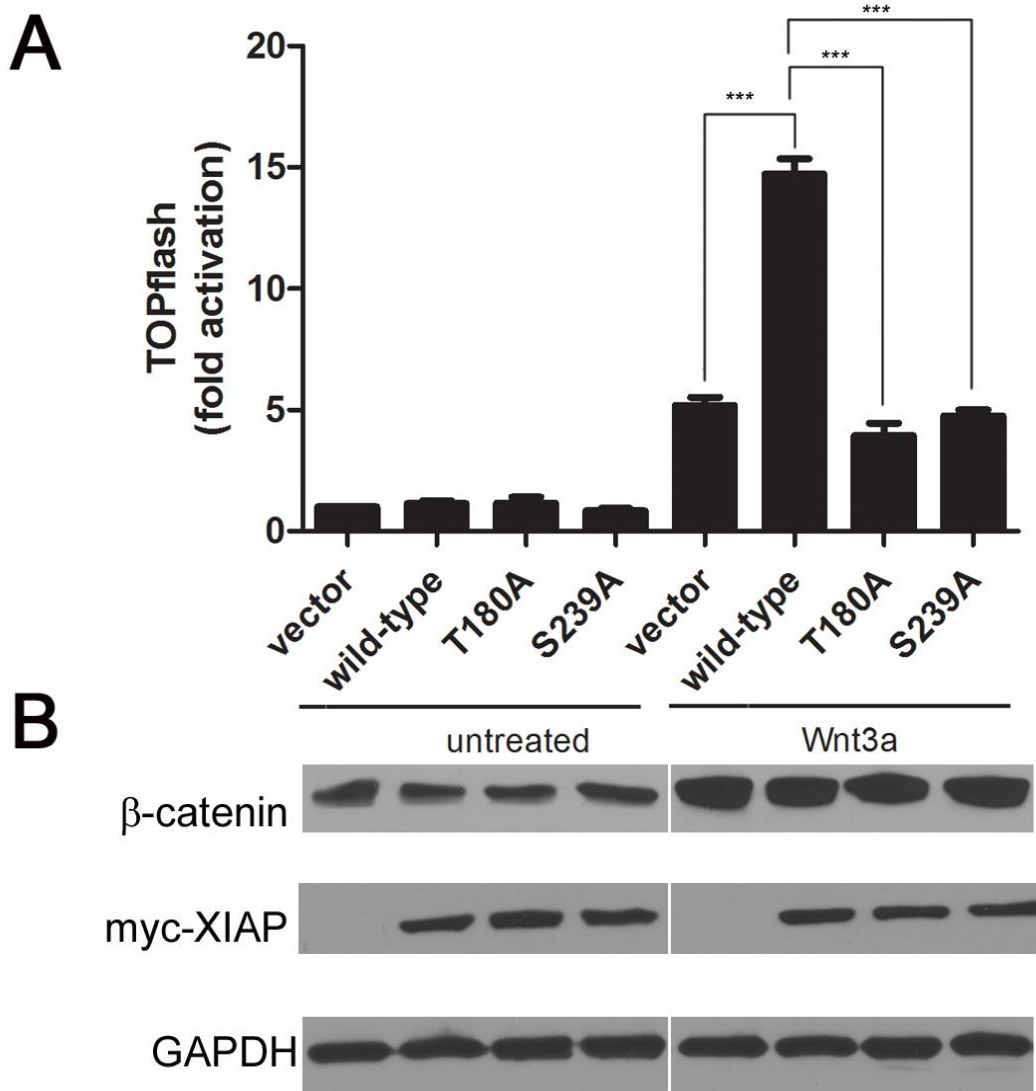 A
TOPflash
(fold activation)
20
15
10
5
0
***
***
***
vector
wild-type
T180A
S239A
vector
wild-type
T180A
S239A
B
untreated
Wnt3a
β-catenin
myc-XIAP
GAPDH